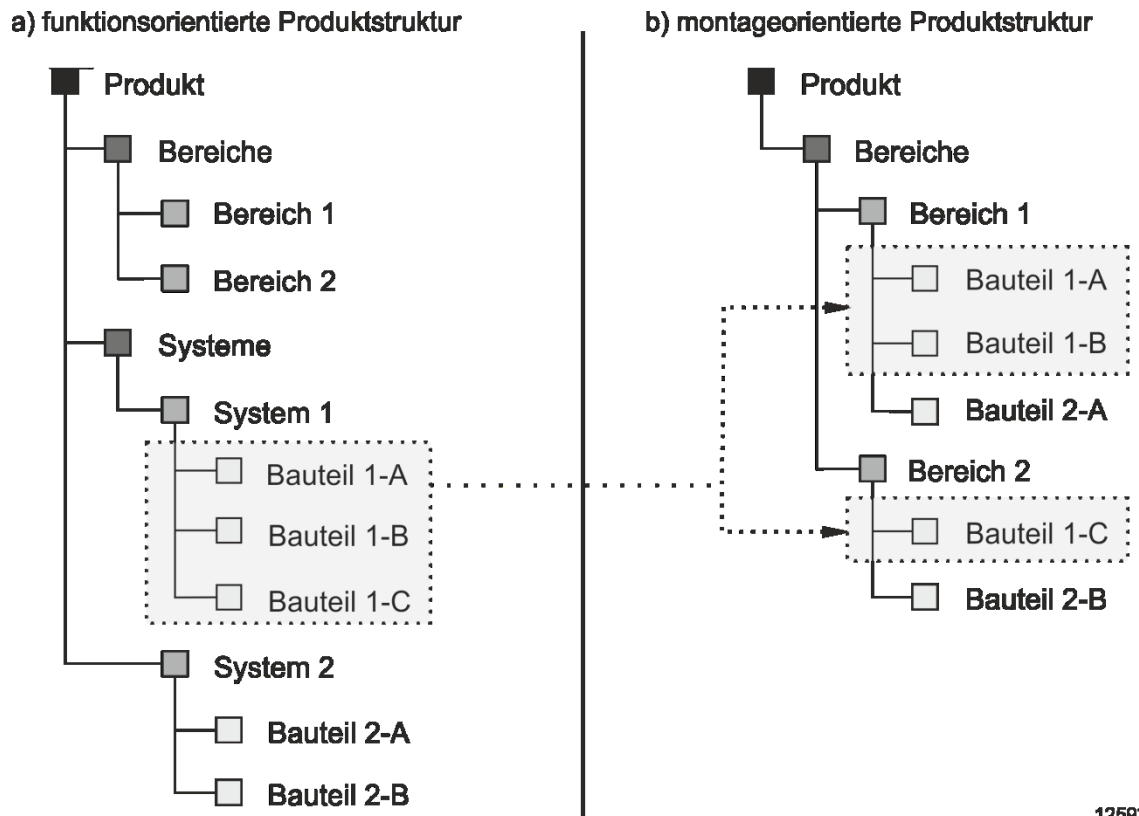 a) funktionsorientierte Produktstruktur
Produkt
Bereiche
Bereich 1
Bereich 2
Systeme
System 1
Bauteil 1-A
Bauteil 1-B
Bauteil 1-C
System 2
Bauteil 2-A
Bauteil 2-B
b) montageorientierte Produktstruktur
Produkt
Bereiche
Bereich 1
Bauteil 1-A
Bauteil 1-B
Bauteil 2-A
Bereich 2
Bauteil 1-C
Bauteil 2-B